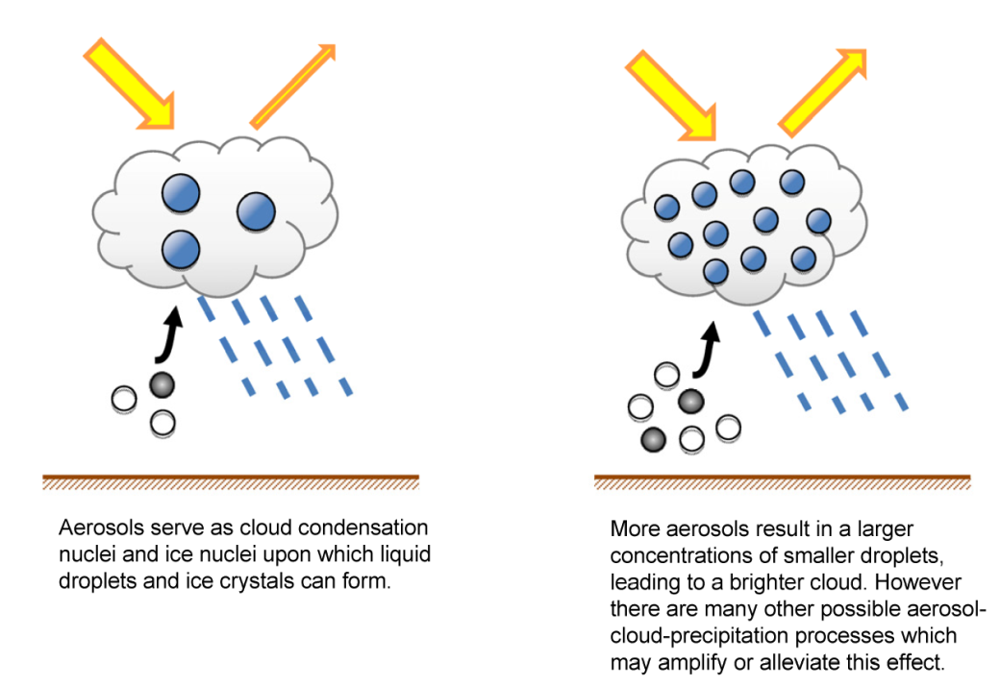 Aerosols serve as cloud condensation
nuclei and ice nuclei upon which liquid
droplets and ice crystals can form.
More aerosols result in a larger
concentrations of smaller droplets,
leading to a brighter cloud. However
there are many other possible aerosol-
cloud-precipitation processes which
may amplify or alleviate this effect.